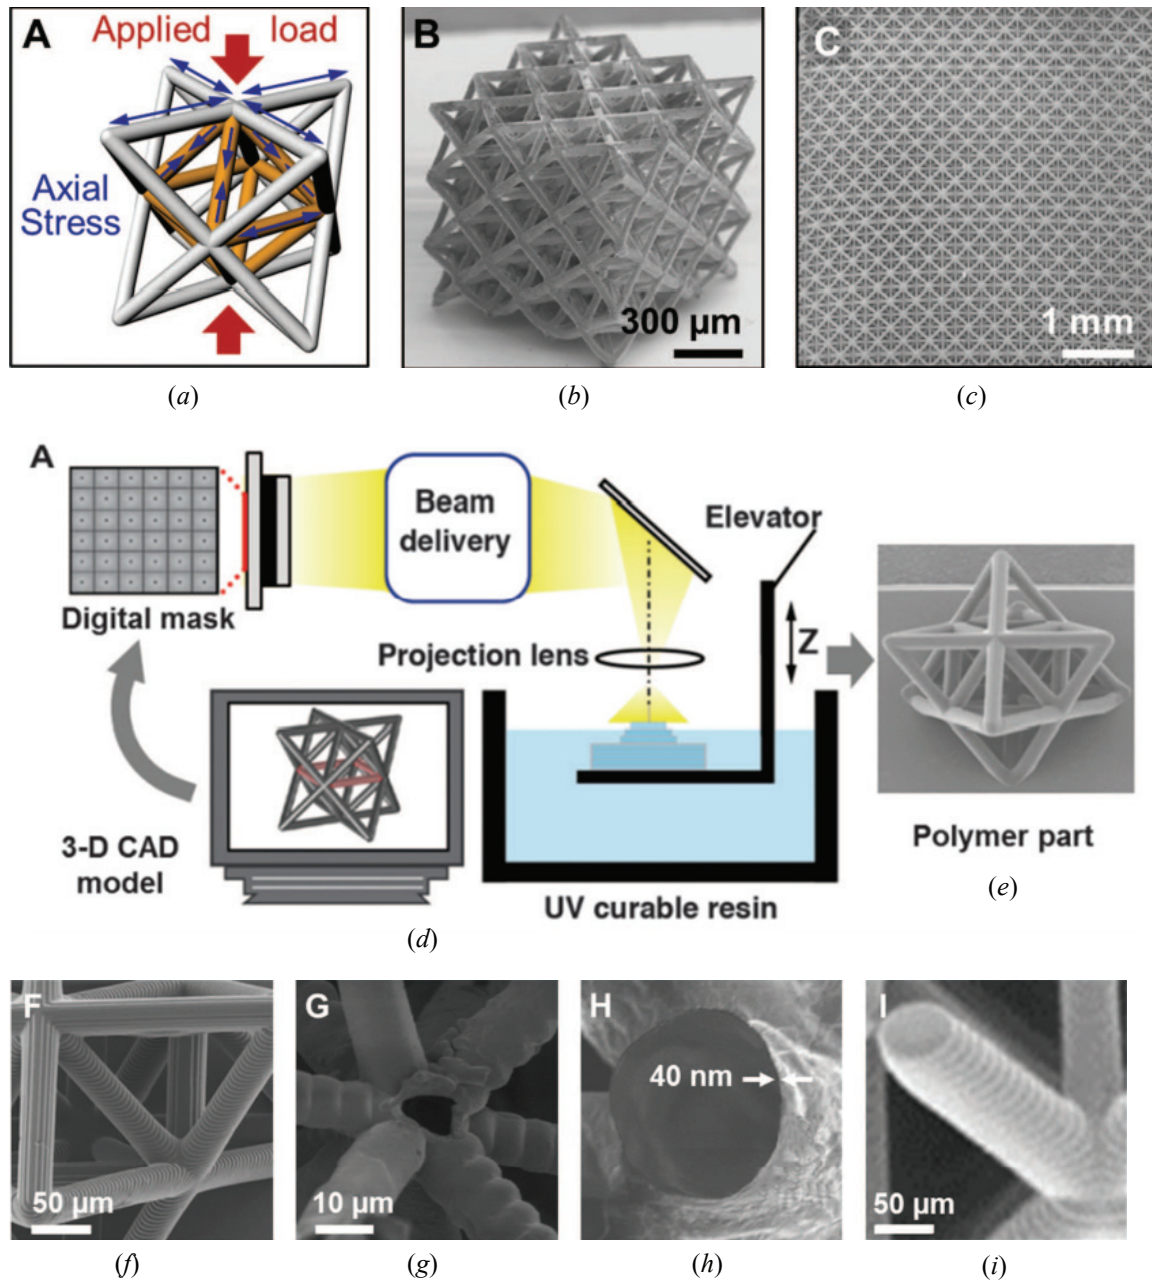 A
Applied load
Axial
Stress
B
300 μm
C
1 mm
(a)
(b)
(c)
A
Digital mask
Beam
delivery
Elevator
Projection lens
Z
3-D CAD
model
UV curable resin
Polymer part
(d)
(e)
F
50 μm
G
10 μm
H
40 nm
I
50 μm
(f)
(g)
(h)
(i)